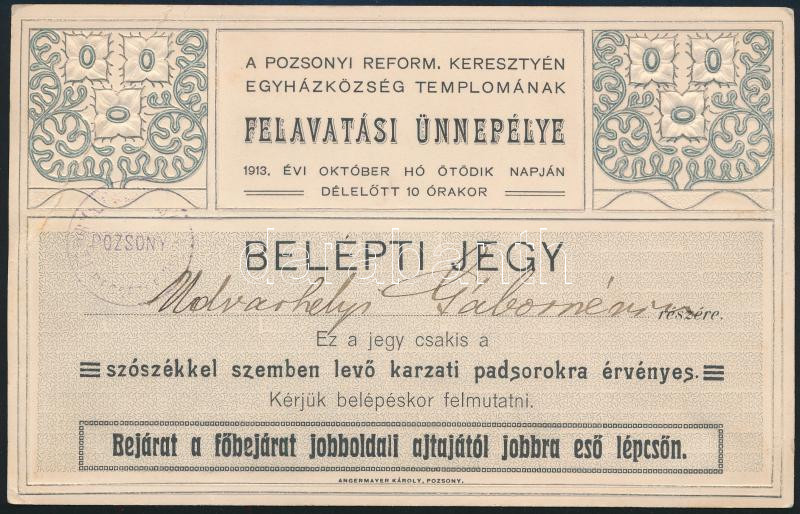 A POZSONYI REFORM. KERESZTYÉN
EGYHÁZKÖZSÉG TEMPLOMÁNAK
FELAVATÁSI ÜNNEPÉLYE
1913. ÉVI OKTÓBER HÓ ÖTÖDIK NAPJÁN
DÉLELŐTT 10 ÓRAKOR
POZSONY
BELÉPTI JEGY
Udvarhelyi Gáborné részére.
Ez a jegy csakis a
szószékkel szemben levő karzati padsorokra érvényes.
Kérjük belépéskor felmutatni.
Bejárat a főbejárat jobboldali ajtajától jobbra eső lépcsőn.
ANGERMAYER KÁROLY, POZSONY.